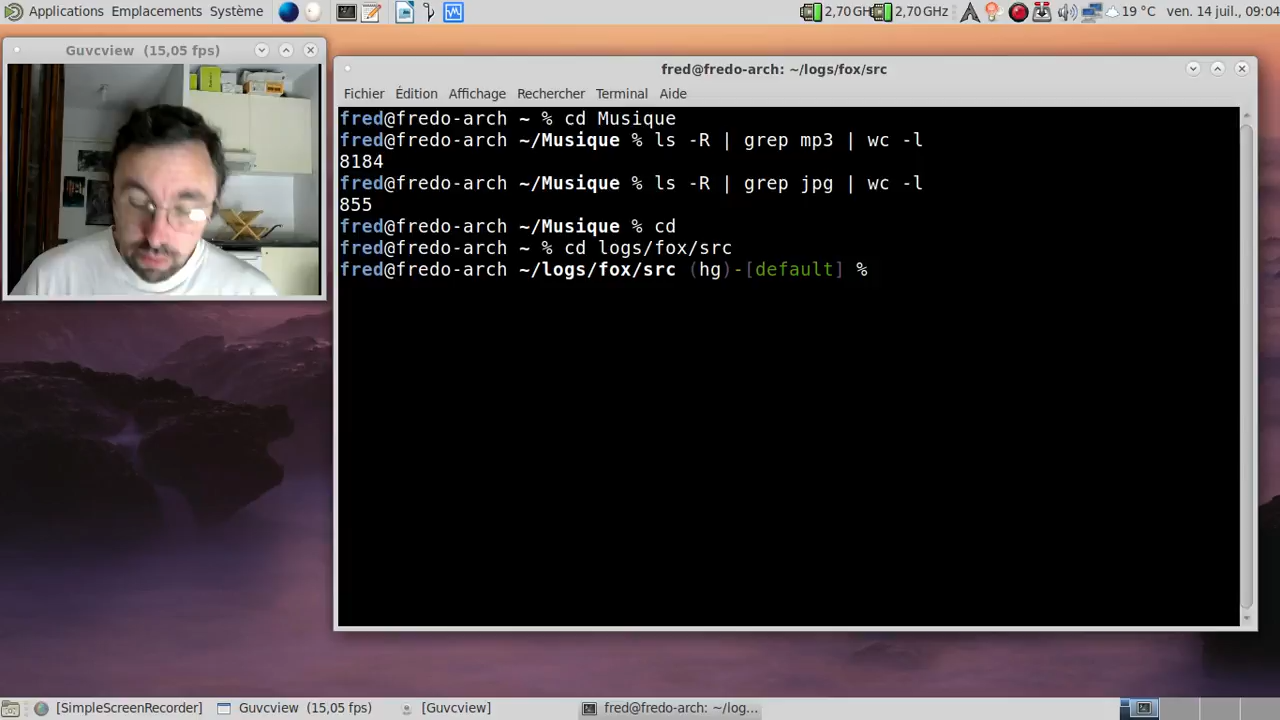 Applications Emplacements Système
2,70 GHz
2,70 GHz
19 °C
ven. 14 juil., 09:04
Guvcview (15,05 fps)
fred@fredo-arch: ~/logs/fox/src
Fichier Édition Affichage Rechercher Terminal Aide
fred@fredo-arch ~ % cd Musique
fred@fredo-arch ~/Musique % ls -R | grep mp3 | wc -l
8184
fred@fredo-arch ~/Musique % ls -R | grep jpg | wc -l
855
fred@fredo-arch ~/Musique % cd
fred@fredo-arch ~ % cd logs/fox/src
fred@fredo-arch ~/logs/fox/src (hg)-[default] %
[SimpleScreenRecorder]
Guvcview (15,05 fps)
[Guvcview]
fred@fredo-arch: ~/log...